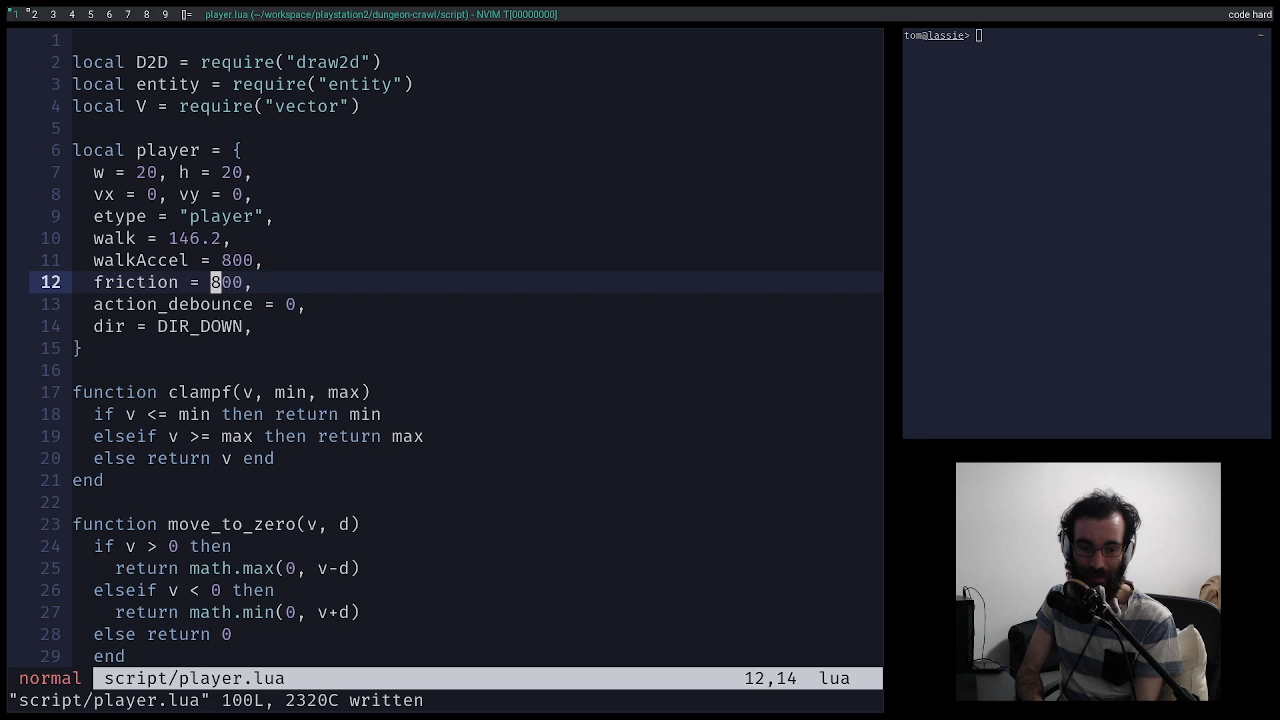 1 2 3 4 5 6 7 8 9 []= player.lua (~/workspace/playstation2/dungeon-crawl/script) - NVIM T[00000000] code hard
1
2 local D2D = require("draw2d")
3 local entity = require("entity")
4 local V = require("vector")
5
6 local player = {
7 w = 20, h = 20,
8 vx = 0, vy = 0,
9 etype = "player",
10 walk = 146.2,
11 walkAccel = 800,
12 friction = 800,
13 action_debounce = 0,
14 dir = DIR_DOWN,
15 }
16
17 function clampf(v, min, max)
18 if v <= min then return min
19 elseif v >= max then return max
20 else return v end
21 end
22
23 function move_to_zero(v, d)
24 if v > 0 then
25 return math.max(0, v-d)
26 elseif v < 0 then
27 return math.min(0, v+d)
28 else return 0
29 end
normal script/player.lua 12,14 lua
"script/player.lua" 100L, 2320C written
tom@lassie> ~